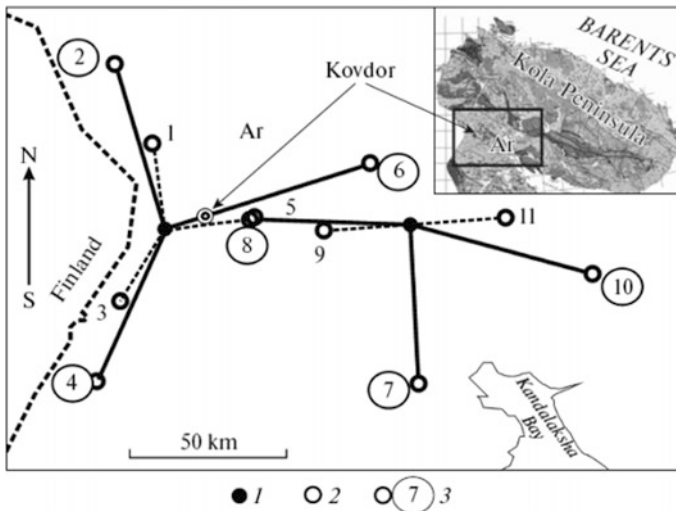 BARENTS
SEA
Kola Peninsula
Ar
Kovdor
Ar
2
1
6
N
S
5
8
9
11
10
Finland
3
4
7
Kandalaksha
Bay
50 km
1 2 7 3